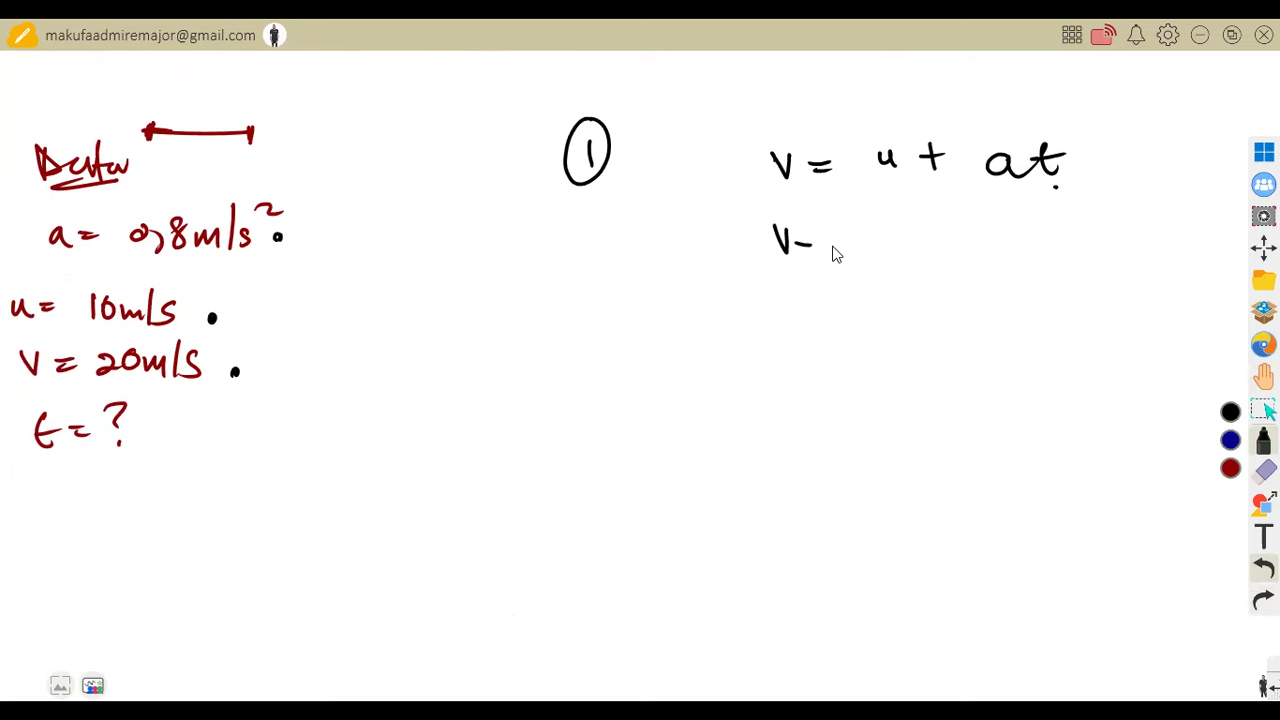 makufaadmiremajor@gmail.com
Data
a = 0,8m/s²
u = 10m/s
v = 20m/s
t = ?
1
v = u + at
v-
T